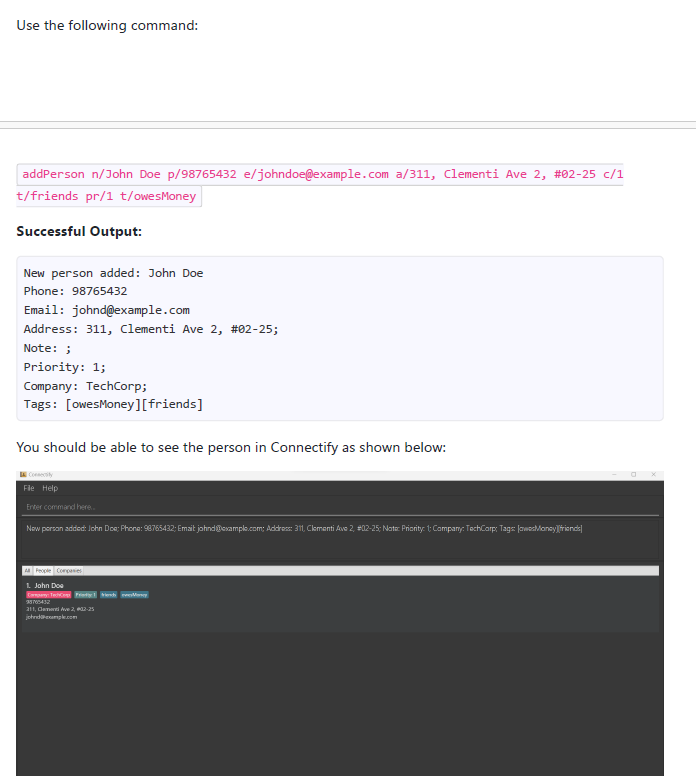 Use the following command:
addPerson n/John Doe p/98765432 e/johndoe@example.com a/311, Clementi Ave 2, #02-25 c/1
t/friends pr/1 t/owesMoney
Successful Output:
New person added: John Doe
Phone: 98765432
Email: johnd@example.com
Address: 311, Clementi Ave 2, #02-25;
Note: ;
Priority: 1;
Company: TechCorp;
Tags: [owesMoney][friends]
You should be able to see the person in Connectify as shown below:
Connectify
File Help
Enter command here...
New person added: John Doe; Phone: 98765432; Email: johnd@example.com; Address: 311, Clementi Ave 2, #02-25; Note: Priority: 1; Company: TechCorp; Tags: [owesMoney][friends]
All People Companies
1. John Doe
Company: TechCorp Priority: 1 friends owesMoney
98765432
311, Clementi Ave 2, #02-25
johnd@example.com